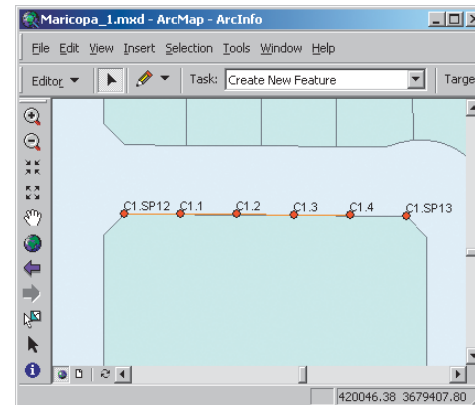 Maricopa_1.mxd - ArcMap - ArcInfo
File Edit View Insert Selection Tools Window Help
Editor Task: Create New Feature Targe
C1.SP12 C1.1 C1.2 C1.3 C1.4 C1.SP13
420046.38 3679407.80